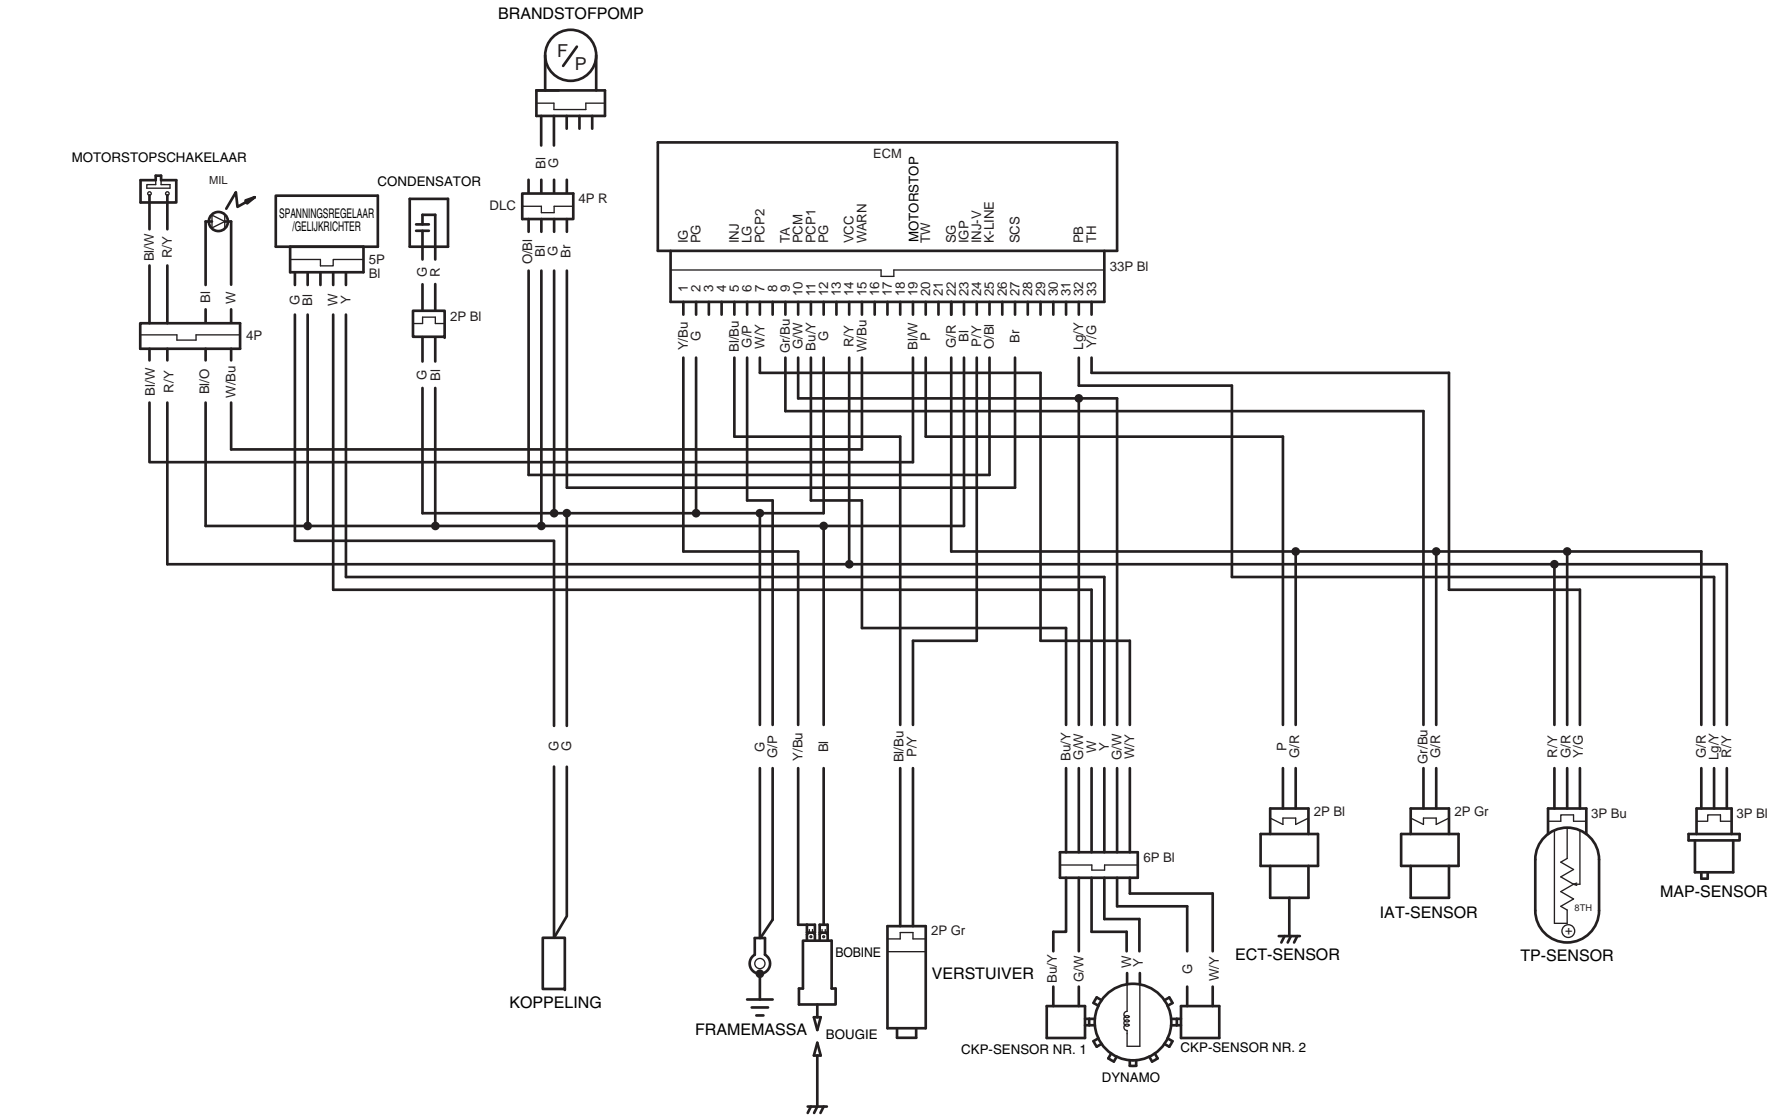 BRANDSTOFPOMP
F/P
MOTORSTOPSCHAKELAAR
MIL
SPANNINGSREGELAAR
/GELIJKRICHTER
CONDENSATOR
Bl
G
DLC
4P R
ECM
IG
PG
INJ
LG
PCP2
TA
PCM
PCP1
PG
VCC
WARN
MOTORSTOP
TW
SG
IGP
INJ-V
K-LINE
SCS
PB
TH
33P Bl
1
2
3
4
5
6
7
8
9
10
11
12
13
14
15
16
17
18
19
20
21
22
23
24
25
26
27
28
29
30
31
32
33
Bl/W
R/Y
5P
Bl
G
R
O/Bl
Bl
G
Br
Bl
W
G
Bl
W
Y
2P Bl
4P
Y/Bu
G
Bl/Bu
G/P
W/Y
Gr/Bu
G/W
Bu/Y
G
R/Y
W/Bu
Bl/W
P
G/R
Bl
P/Y
O/Bl
Br
Lg/Y
Y/G
Bl/W
R/Y
Bl/O
W/Bu
G
Bl
G
G
G
G/P
Y/Bu
Bl
Bl/Bu
P/Y
Bu/Y
G/W
W
Y
G/W
W/Y
P
G/R
Gr/Bu
G/R
R/Y
G/R
Y/G
G/R
Lg/Y
R/Y
2P Bl
2P Gr
3P Bu
3P Bl
6P Bl
MAP-SENSOR
8TH
IAT-SENSOR
2P Gr
BOBINE
ECT-SENSOR
TP-SENSOR
Bu/Y
G/W
W
Y
G
W/Y
VERSTUIVER
KOPPELING
FRAMEMASSA
BOUGIE
CKP-SENSOR NR. 1
CKP-SENSOR NR. 2
DYNAMO